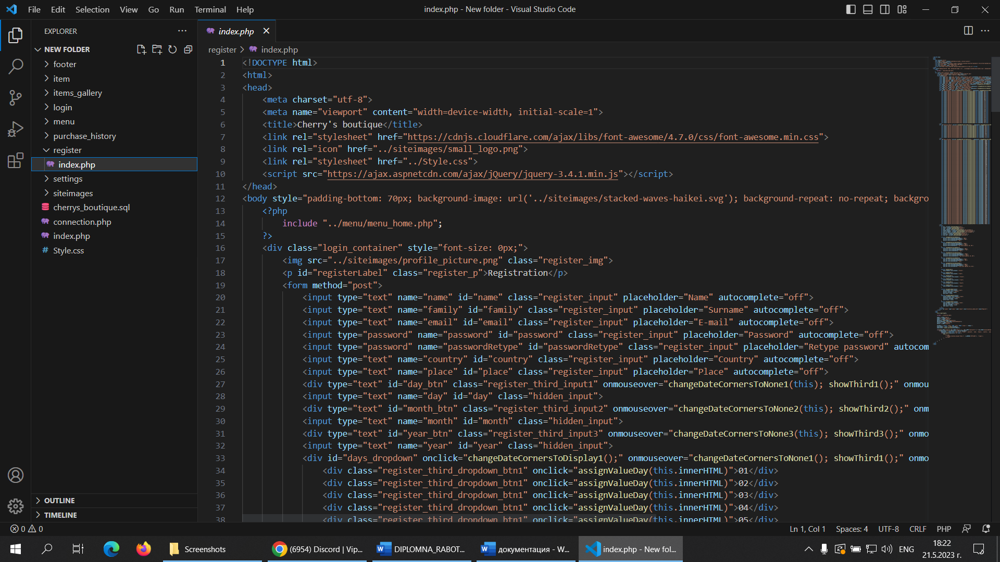 File Edit Selection View Go Run Terminal Help
index.php - New folder - Visual Studio Code
EXPLORER
NEW FOLDER
footer
item
items_gallery
login
menu
purchase_history
register
index.php
settings
siteimages
cherrys_boutique.sql
connection.php
index.php
# Style.css
OUTLINE
TIMELINE
index.php
register > index.php
1 <!DOCTYPE html>
2 <html>
3 <head>
4 <meta charset="utf-8">
5 <meta name="viewport" content="width=device-width, initial-scale=1">
6 <title>Cherry's boutique</title>
7 <link rel="stylesheet" href="https://cdnjs.cloudflare.com/ajax/libs/font-awesome/4.7.0/css/font-awesome.min.css">
8 <link rel="icon" href="../siteimages/small_logo.png">
9 <link rel="stylesheet" href="../Style.css">
10 <script src="https://ajax.aspnetcdn.com/ajax/jQuery/jquery-3.4.1.min.js"></script>
11 </head>
12 <body style="padding-bottom: 70px; background-image: url('../siteimages/stacked-waves-haikei.svg'); background-repeat: no-repeat; backgro
13 <?php
14 include "../menu/menu_home.php";
15 ?>
16 <div class="login_container" style="font-size: 0px;">
17 <img src="../siteimages/profile_picture.png" class="register_img">
18 <p id="registerLabel" class="register_p">Registration</p>
19 <form method="post">
20 <input type="text" name="name" id="name" class="register_input" placeholder="Name" autocomplete="off">
21 <input type="text" name="family" id="family" class="register_input" placeholder="Surname" autocomplete="off">
22 <input type="text" name="email" id="email" class="register_input" placeholder="E-mail" autocomplete="off">
23 <input type="password" name="password" id="password" class="register_input" placeholder="Password" autocomplete="off">
24 <input type="password" name="passwordRetype" id="passwordRetype" class="register_input" placeholder="Retype password" autocom
25 <input type="text" name="country" id="country" class="register_input" placeholder="Country" autocomplete="off">
26 <input type="text" name="place" id="place" class="register_input" placeholder="Place" autocomplete="off">
27 <div type="text" id="day_btn" class="register_third_input1" onmouseover="changeDateCornersToNone1(this); showThird1();" onmou
28 <input type="text" name="day" id="day" class="hidden_input">
29 <div type="text" id="month_btn" class="register_third_input2" onmouseover="changeDateCornersToNone2(this); showThird2();" onm
30 <input type="text" name="month" id="month" class="hidden_input">
31 <div type="text" id="year_btn" class="register_third_input3" onmouseover="changeDateCornersToNone3(this); showThird3();" onmo
32 <input type="text" name="year" id="year" class="hidden_input">
33 <div id="days_dropdown" onclick="changeDateCornersToDisplay1();" onmouseover="changeDateCornersToNone1(); showThird1();" onmo
34 <div class="register_third_dropdown_btn1" onclick="assignValueDay(this.innerHTML)">01</div>
35 <div class="register_third_dropdown_btn1" onclick="assignValueDay(this.innerHTML)">02</div>
36 <div class="register_third_dropdown_btn1" onclick="assignValueDay(this.innerHTML)">03</div>
37 <div class="register_third_dropdown_btn1" onclick="assignValueDay(this.innerHTML)">04</div>
38 <div class="register_third_dropdown_btn1" onclick="assignValueDay(this.innerHTML)">05</div>
0 0
Ln 1, Col 1 Spaces: 4 UTF-8 CRLF PHP
Screenshots
(6954) Discord | Vip...
DIPLOMNA_RABOT...
документация - W...
index.php - New fol...
ENG
18:22
21.5.2023 г.